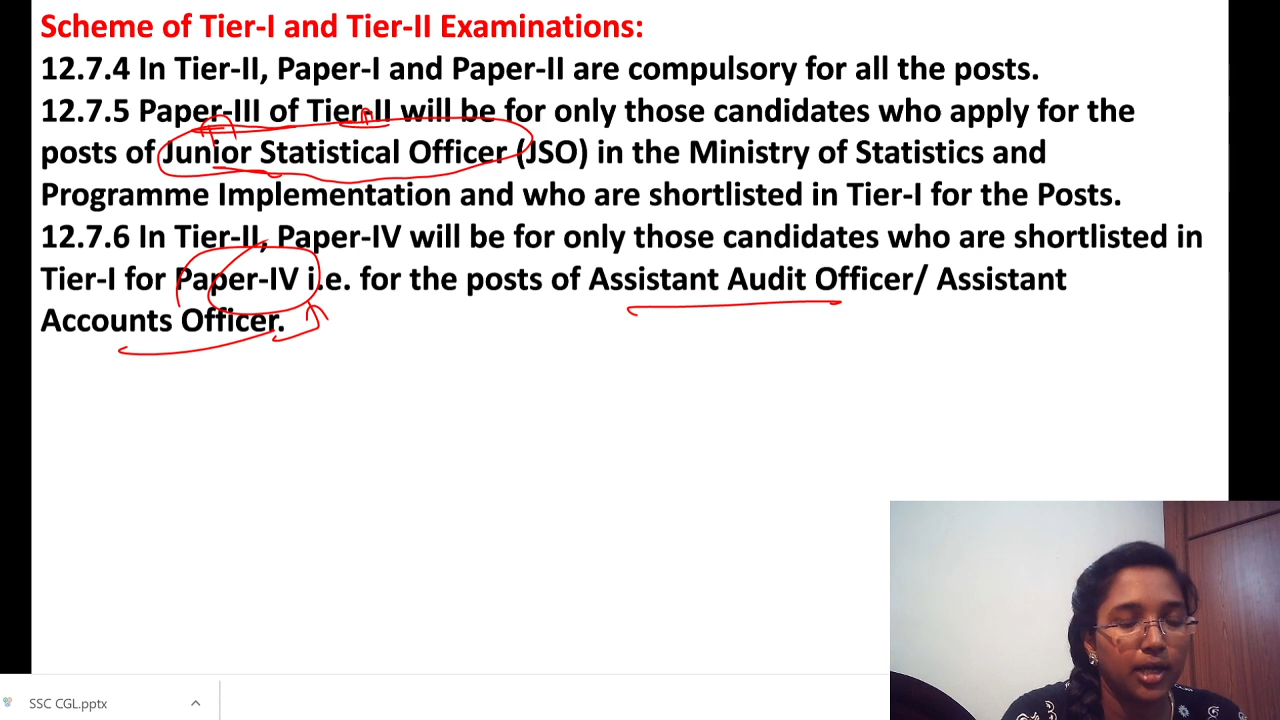 Scheme of Tier-I and Tier-II Examinations:
12.7.4 In Tier-II, Paper-I and Paper-II are compulsory for all the posts.
12.7.5 Paper-III of Tier-II will be for only those candidates who apply for the
posts of Junior Statistical Officer (JSO) in the Ministry of Statistics and
Programme Implementation and who are shortlisted in Tier-I for the Posts.
12.7.6 In Tier-II, Paper-IV will be for only those candidates who are shortlisted in
Tier-I for Paper-IV i.e. for the posts of Assistant Audit Officer/ Assistant
Accounts Officer.
SSC CGL.pptx